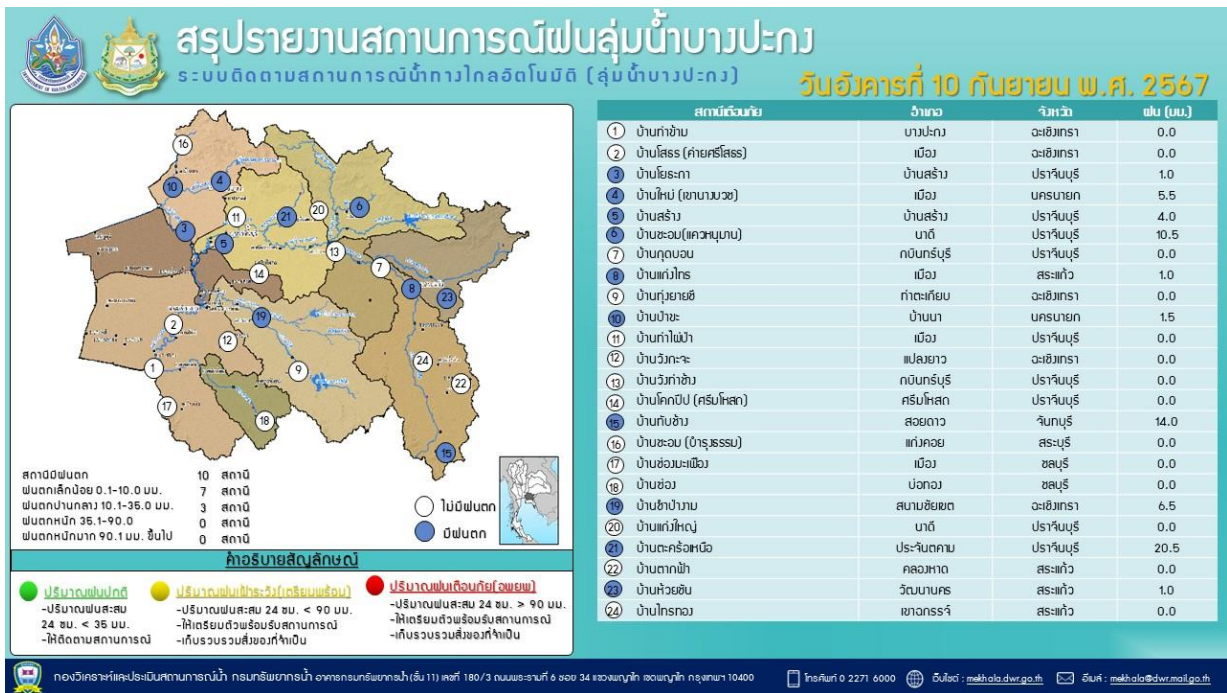 สรุปรายงานสถานการณ์ฝนลุ่มน้ำบางปะกง
ระบบติดตามสถานการณ์น้ำทางไกลอัตโนมัติ (ลุ่มน้ำบางปะกง)
วันอังคารที่ 10 กันยายน พ.ศ. 2567
สถานีเตือนภัย อำเภอ จังหวัด ฝน (มม.)
1 บ้านท่าข้าม บางปะกง ฉะเชิงเทรา 0.0
2 บ้านโสธร (ค่ายศรีโสธร) เมือง ฉะเชิงเทรา 0.0
3 บ้านโยธะกา บ้านสร้าง ปราจีนบุรี 1.0
4 บ้านใหม่ (เขานางบวช) เมือง นครนายก 5.5
5 บ้านสร้าง บ้านสร้าง ปราจีนบุรี 4.0
6 บ้านชะอม(แควหนุมาน) นาดี ปราจีนบุรี 10.5
7 บ้านกุดบอน กบินทร์บุรี ปราจีนบุรี 0.0
8 บ้านแก่งไทร เมือง สระแก้ว 1.0
9 บ้านทุ่งยายชี ท่าตะเกียบ ฉะเชิงเทรา 0.0
10 บ้านป่าขะ บ้านนา นครนายก 1.5
11 บ้านท่าไผ่ป่า เมือง ปราจีนบุรี 0.0
12 บ้านวังกะจะ แปลงยาว ฉะเชิงเทรา 0.0
13 บ้านวังท่าช้าง กบินทร์บุรี ปราจีนบุรี 0.0
14 บ้านโคกปีป (ศรีมโหสถ) ศรีมโหสถ ปราจีนบุรี 0.0
15 บ้านทับช้าง สอยดาว จันทบุรี 14.0
16 บ้านชะอม (บำรุงธรรม) แก่งคอย สระบุรี 0.0
17 บ้านช่องมะเฟือง เมือง ชลบุรี 0.0
18 บ้านช่อง บ่อทอง ชลบุรี 0.0
19 บ้านชำป่างาม สนามชัยเขต ฉะเชิงเทรา 6.5
20 บ้านแก่งใหญ่ นาดี ปราจีนบุรี 0.0
21 บ้านตะคร้อเหนือ ประจันตคาม ปราจีนบุรี 20.5
22 บ้านตากฟ้า คลองหาด สระแก้ว 0.0
23 บ้านห้วยชัน วัฒนานคร สระแก้ว 1.0
24 บ้านไทรทอง เขาฉกรรจ์ สระแก้ว 0.0
สถานีมีฝนตก 10 สถานี
ฝนตกเล็กน้อย 0.1-10.0 มม. 7 สถานี
ฝนตกปานกลาง 10.1-35.0 มม. 3 สถานี
ฝนตกหนัก 35.1-90.0 0 สถานี
ฝนตกหนักมาก 90.1 มม. ขึ้นไป 0 สถานี
ไม่มีฝนตก
มีฝนตก
คำอธิบายสัญลักษณ์
ปริมาณฝนปกติ
-ปริมาณฝนสะสม
24 ชม. < 35 มม.
-ให้ติดตามสถานการณ์
ปริมาณฝนเฝ้าระวัง(เตรียมพร้อม)
-ปริมาณฝนสะสม 24 ชม. < 90 มม.
-ให้เตรียมตัวพร้อมรับสถานการณ์
-เก็บรวบรวมสิ่งของที่จำเป็น
ปริมาณฝนเตือนภัย(อพยพ)
-ปริมาณฝนสะสม 24 ชม. > 90 มม.
-ให้เตรียมตัวพร้อมรับสถานการณ์
-เก็บรวบรวมสิ่งของที่จำเป็น
กองวิเคราะห์และประเมินสถานการณ์น้ำ กรมทรัพยากรน้ำ อาคารกรมทรัพยากรน้ำ (ชั้น 11) เลขที่ 180/3 ถนนพระรามที่ 6 ซอย 34 แขวงพญาไท เขตพญาไท กรุงเทพฯ 10400
โทรศัพท์ 0 2271 6000
เว็บไซต์ : mekhala.dwr.go.th
อีเมล์ : mekhala@dwr.mail.go.th